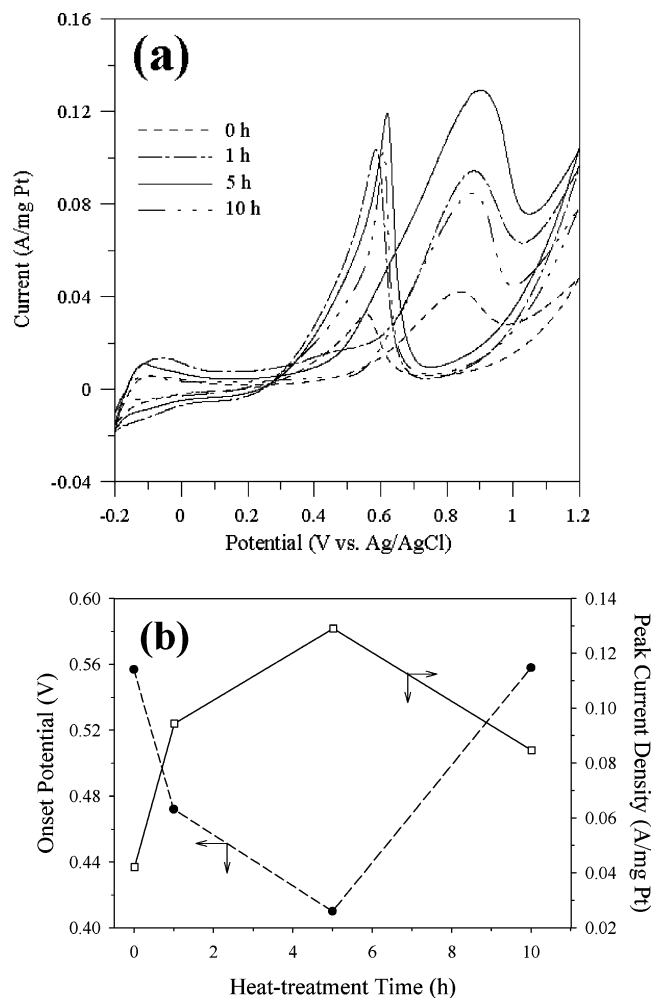 (a)
0.16
0.12
0.08
0.04
0
-0.04
Current (A/mg Pt)
0 h
1 h
5 h
10 h
-0.2 0 0.2 0.4 0.6 0.8 1 1.2
Potential (V vs. Ag/AgCl)
(b)
0.60
0.56
0.52
0.48
0.44
0.40
Onset Potential (V)
0.14
0.12
0.10
0.08
0.06
0.04
0.02
Peak Current Density (A/mg Pt)
0 2 4 6 8 10
Heat-treatment Time (h)